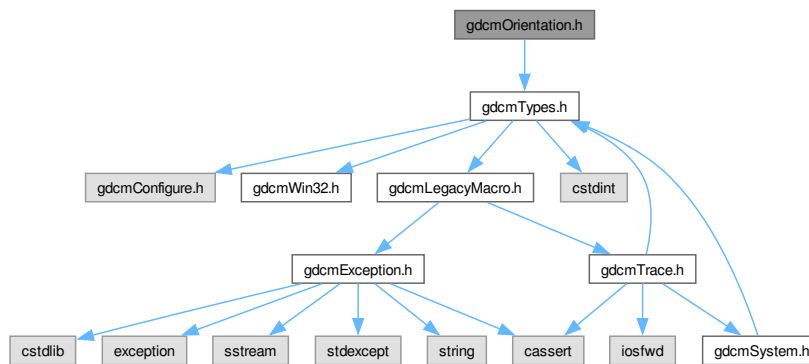 gdcmOrientation.h
gdcmTypes.h
gdcmConfigure.h
gdcmWin32.h
gdcmLegacyMacro.h
cstdint
gdcmException.h
gdcmTrace.h
cstdlib
exception
sstream
stdexcept
string
cassert
iosfwd
gdcmSystem.h